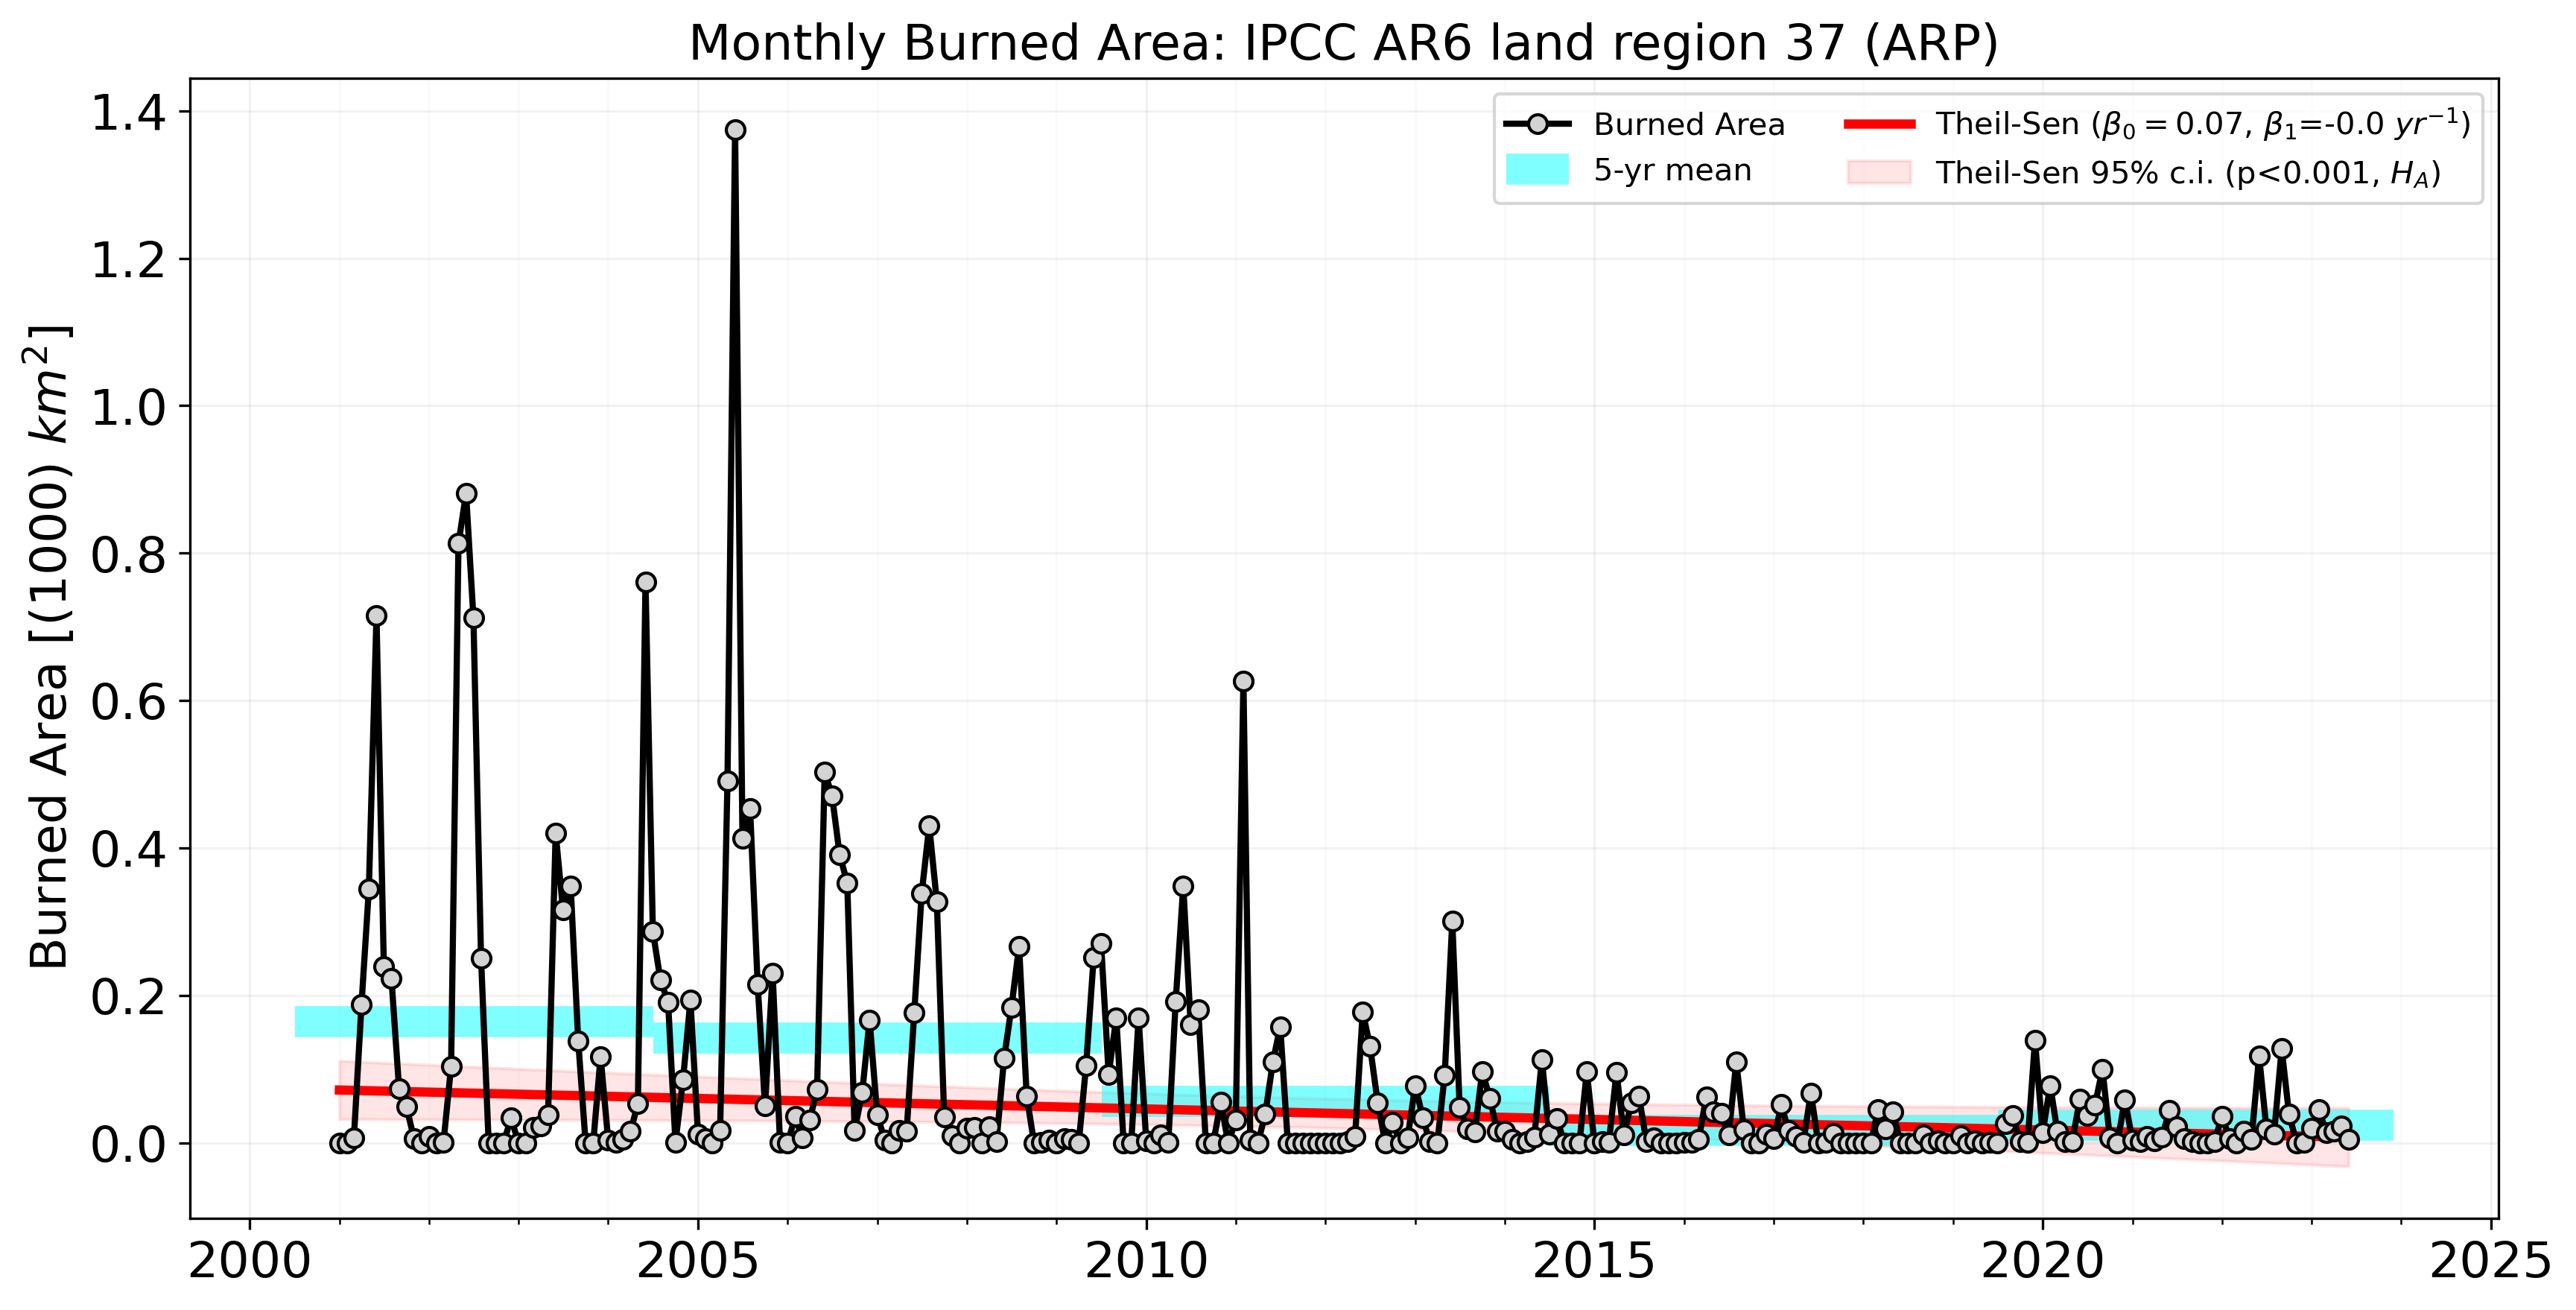 Monthly Burned Area: IPCC AR6 land region 37 (ARP)
Burned Area
5-yr mean
Theil-Sen (β₀ = 0.07, β₁=-0.0 yr⁻¹)
Theil-Sen 95% c.i. (p<0.001, H_A)
Burned Area [(1000) km²]
1.4
1.2
1.0
0.8
0.6
0.4
0.2
0.0
2000 2005 2010 2015 2020 2025